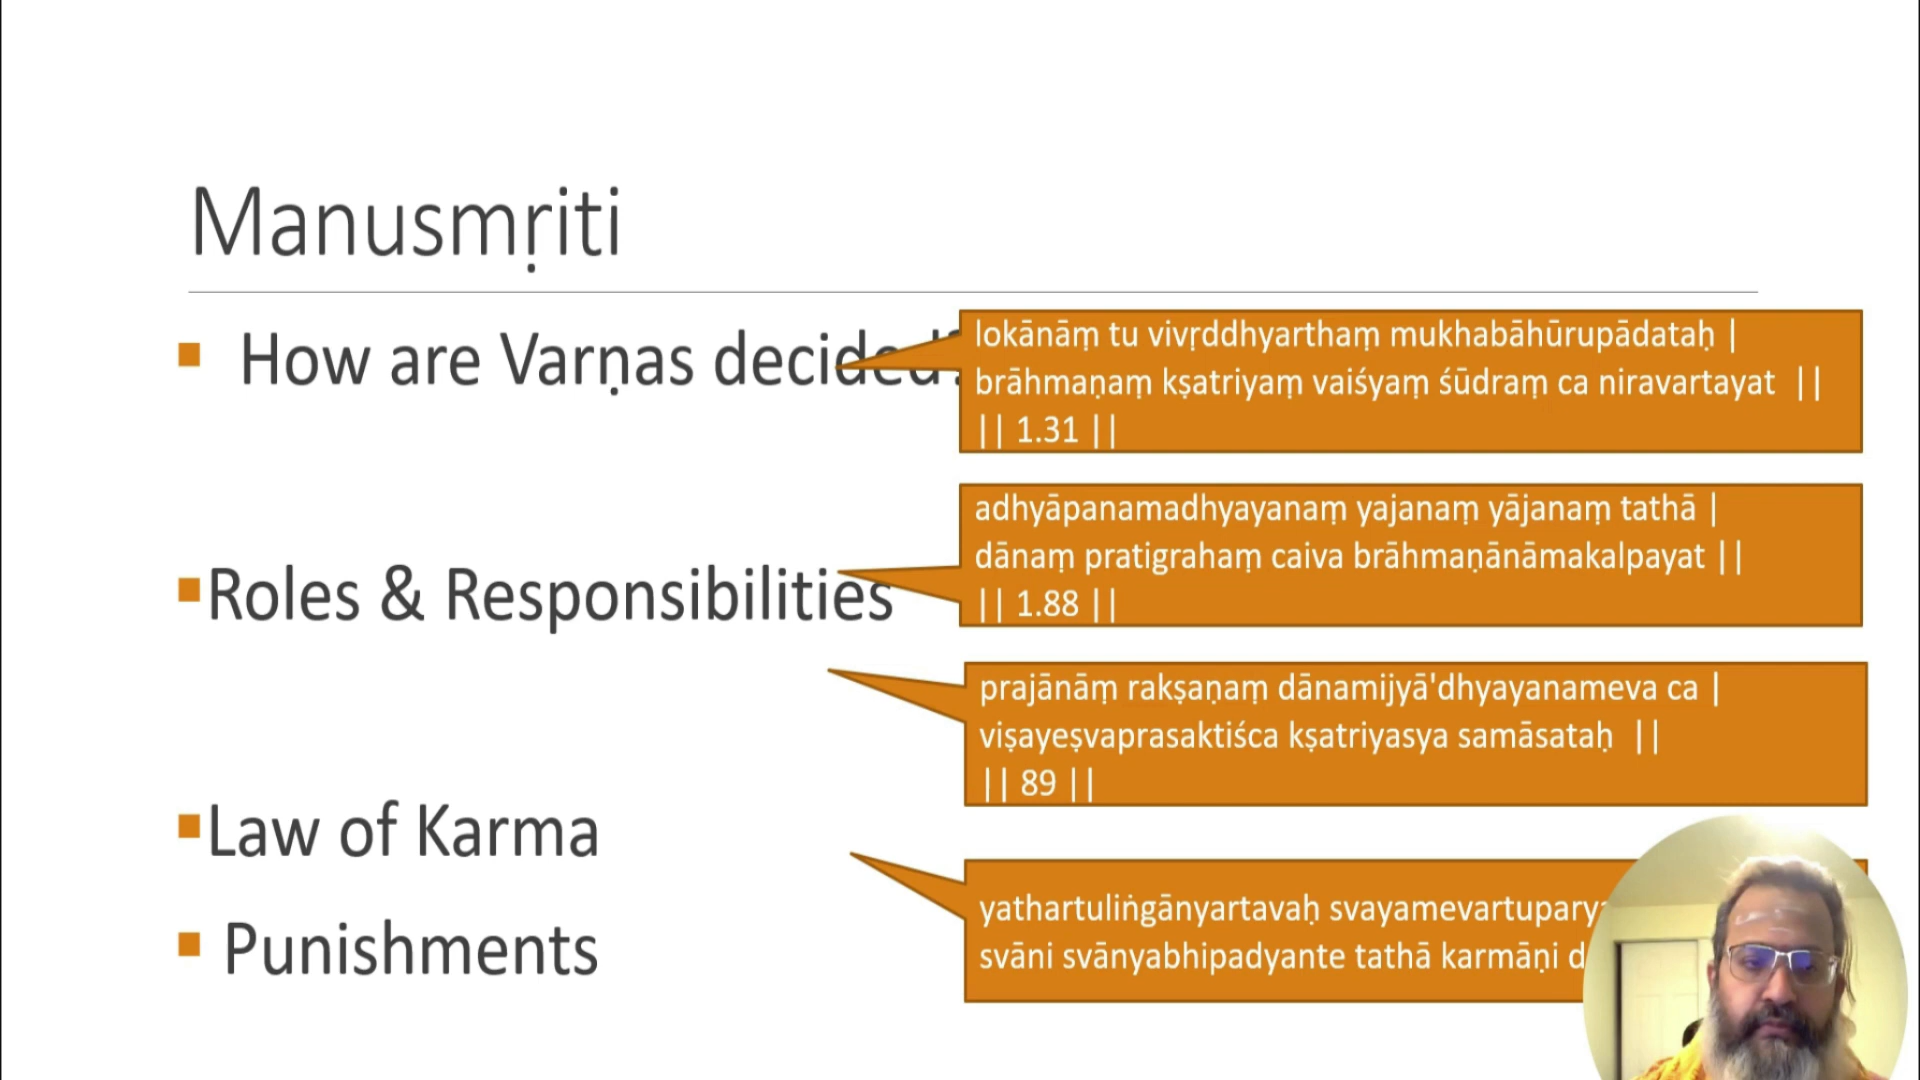 Manusmṛiti
How are Varṇas decided?
lokānāṃ tu vivṛddhyarthaṃ mukhabāhūrupādataḥ |
brāhmaṇaṃ kṣatriyaṃ vaiśyaṃ śūdraṃ ca niravartayat ||
|| 1.31 ||
adhyāpanamadhyayanaṃ yajanaṃ yājanaṃ tathā |
dānaṃ pratigrahaṃ caiva brāhmaṇānāmakalpayat ||
|| 1.88 ||
Roles & Responsibilities
prajānāṃ rakṣaṇaṃ dānamijyā'dhyayanameva ca |
viṣayeṣvaprasaktiśca kṣatriyasya samāsataḥ ||
|| 89 ||
Law of Karma
yathartuliṅgānyartavaḥ
svāni svānyabhipadyante tathā karmāṇi
Punishments